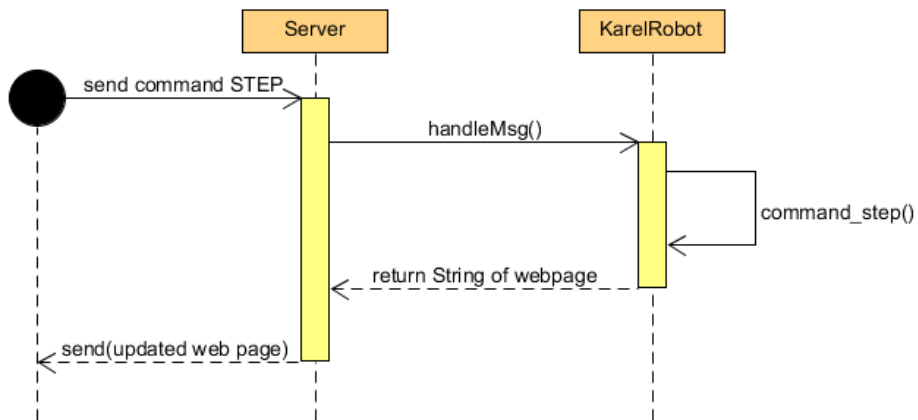 Server
KarelRobot
send command STEP
handleMsg()
command_step()
return String of webpage
send(updated web page)